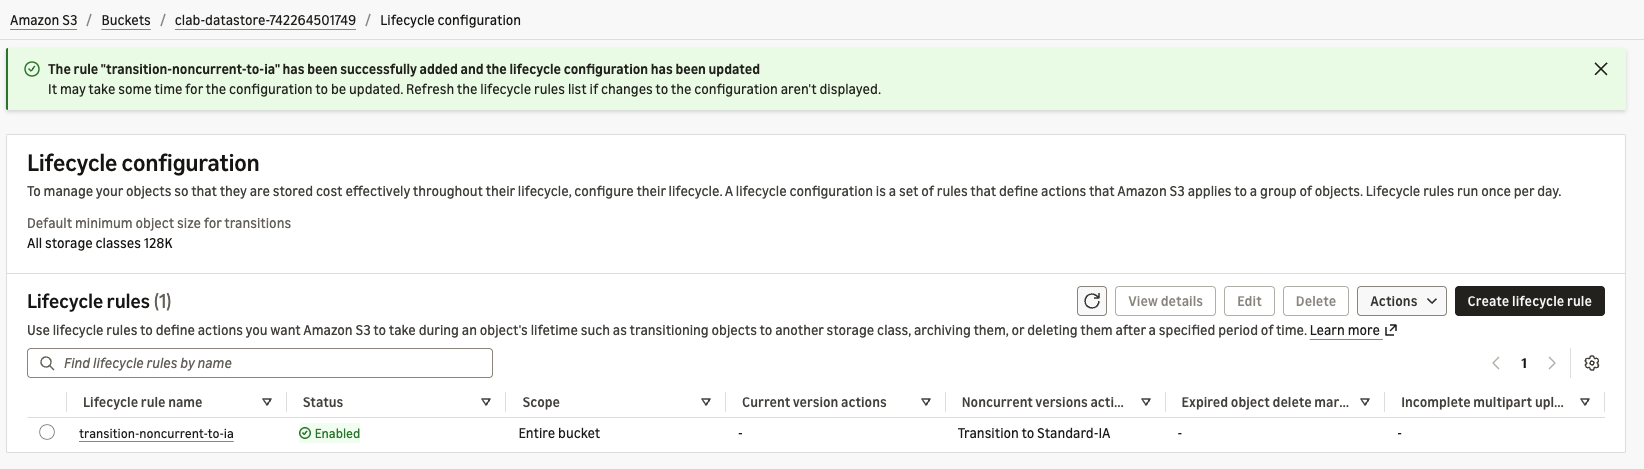 Amazon S3 / Buckets / clab-datastore-742264501749 / Lifecycle configuration
The rule "transition-noncurrent-to-ia" has been successfully added and the lifecycle configuration has been updated
It may take some time for the configuration to be updated. Refresh the lifecycle rules list if changes to the configuration aren't displayed.
Lifecycle configuration
To manage your objects so that they are stored cost effectively throughout their lifecycle, configure their lifecycle. A lifecycle configuration is a set of rules that define actions that Amazon S3 applies to a group of objects. Lifecycle rules run once per day.
Default minimum object size for transitions
All storage classes 128K
Lifecycle rules (1) View details Edit Delete Actions Create lifecycle rule
Use lifecycle rules to define actions you want Amazon S3 to take during an object's lifetime such as transitioning objects to another storage class, archiving them, or deleting them after a specified period of time. Learn more
Find lifecycle rules by name 1
Lifecycle rule name Status Scope Current version actions Noncurrent versions acti... Expired object delete mar... Incomplete multipart upl...
transition-noncurrent-to-ia Enabled Entire bucket - Transition to Standard-IA - -